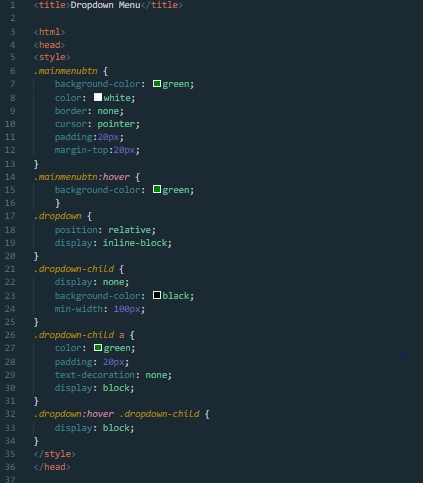 1 <title>Dropdown Menu</title>
2
3 <html>
4 <head>
5 <style>
6 .mainmenubtn {
7     background-color: green;
8     color: white;
9     border: none;
10     cursor: pointer;
11     padding:20px;
12     margin-top:20px;
13 }
14 .mainmenubtn:hover {
15     background-color: green;
16     }
17 .dropdown {
18     position: relative;
19     display: inline-block;
20 }
21 .dropdown-child {
22     display: none;
23     background-color: black;
24     min-width: 100px;
25 }
26 .dropdown-child a {
27     color: green;
28     padding: 20px;
29     text-decoration: none;
30     display: block;
31 }
32 .dropdown:hover .dropdown-child {
33     display: block;
34 }
35 </style>
36 </head>
37